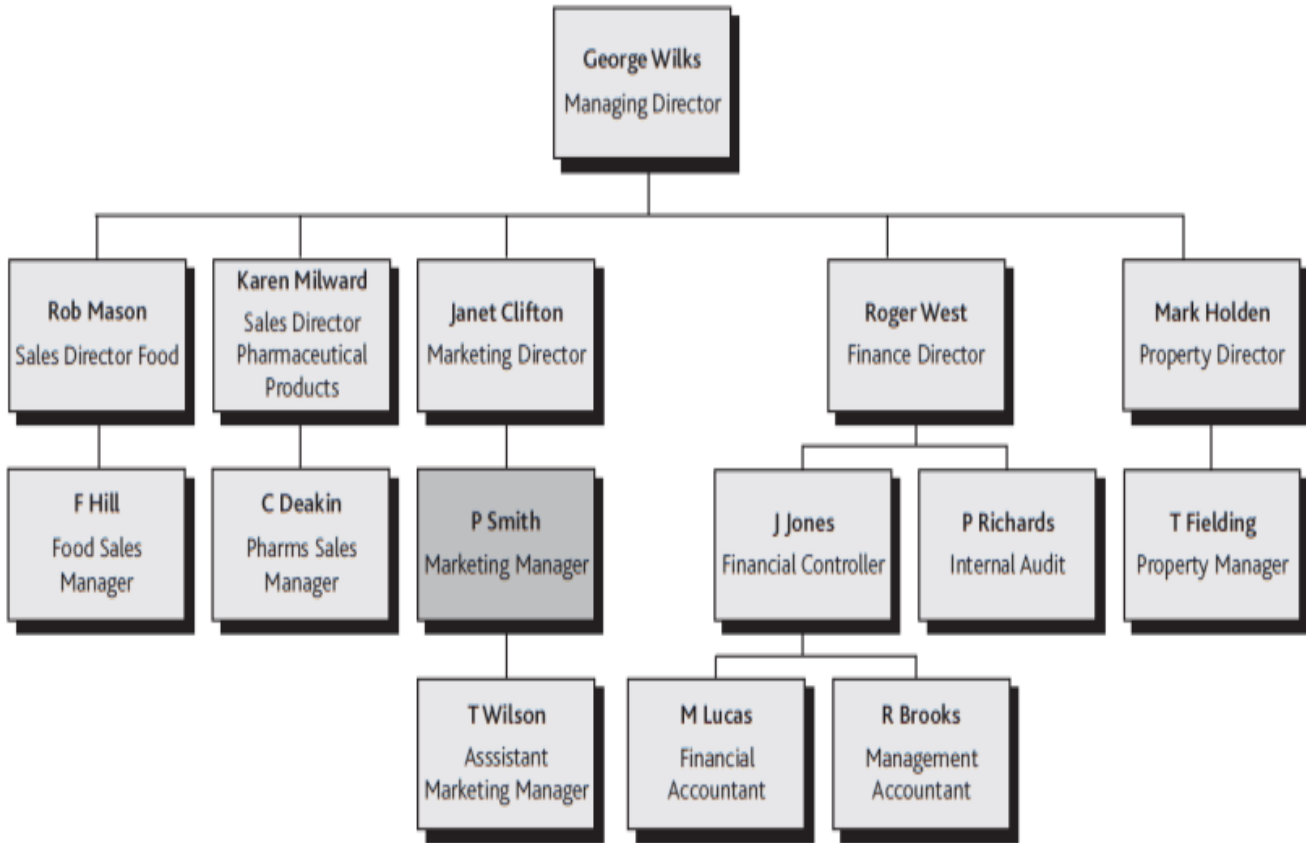 George Wilks
Managing Director
Rob Mason
Sales Director Food
Karen Milward
Sales Director
Pharmaceutical
Products
Janet Clifton
Marketing Director
Roger West
Finance Director
Mark Holden
Property Director
F Hill
Food Sales
Manager
C Deakin
Pharms Sales
Manager
P Smith
Marketing Manager
J Jones
Financial Controller
P Richards
Internal Audit
T Fielding
Property Manager
T Wilson
Asssistant
Marketing Manager
M Lucas
Financial
Accountant
R Brooks
Management
Accountant